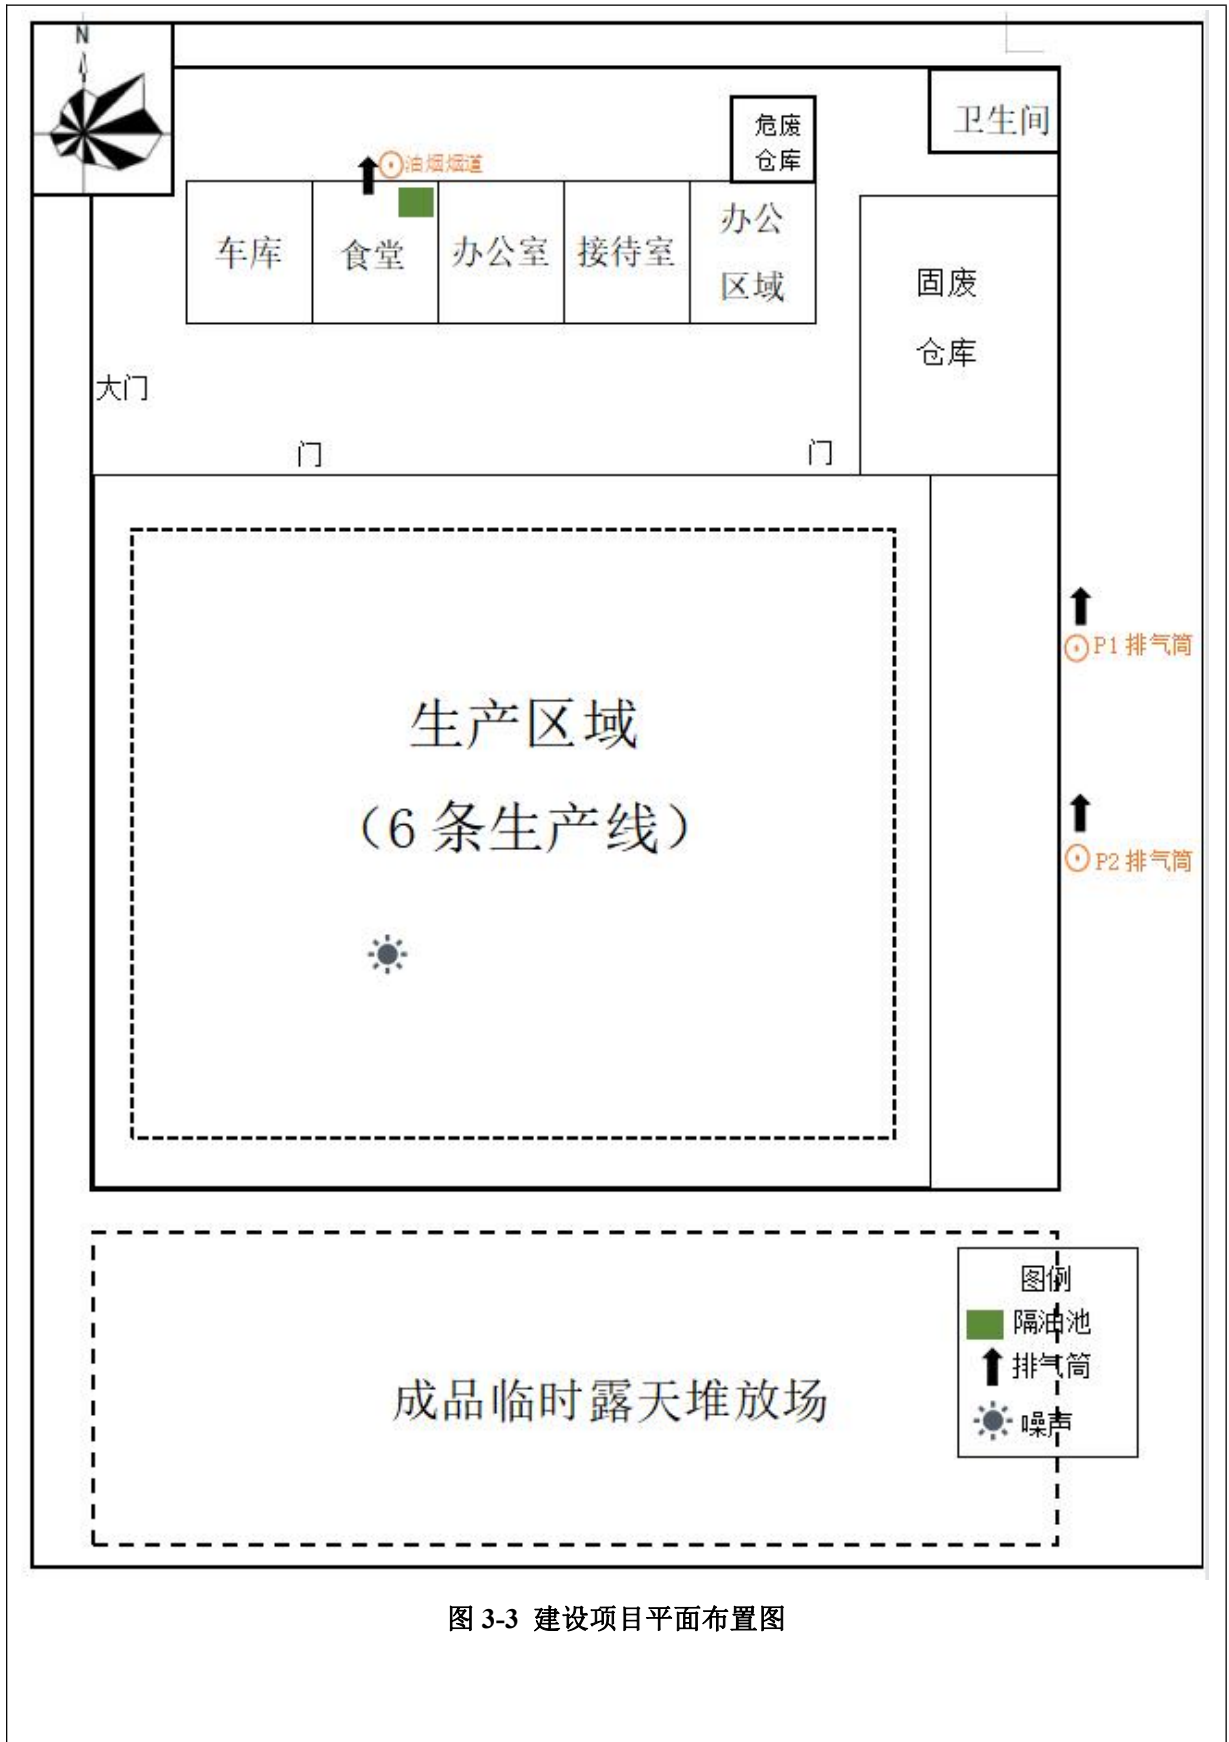 N
卫生间
危废
仓库
油烟烟道
车库
食堂
办公室
接待室
办公
区域
固废
仓库
大门
门
门
P1 排气筒
生产区域
（6 条生产线）
P2 排气筒
图例
隔油池
排气筒
噪声
成品临时露天堆放场
图 3-3 建设项目平面布置图